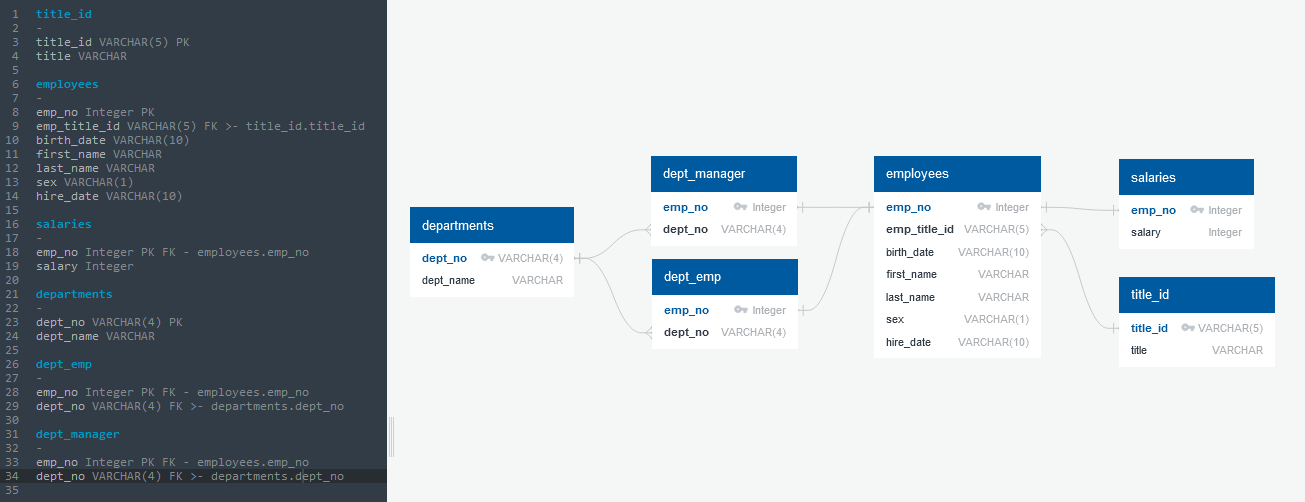 1 title_id
2 -
3 title_id VARCHAR(5) PK
4 title VARCHAR
5
6 employees
7 -
8 emp_no Integer PK
9 emp_title_id VARCHAR(5) FK >- title_id.title_id
10 birth_date VARCHAR(10)
11 first_name VARCHAR
12 last_name VARCHAR
13 sex VARCHAR(1)
14 hire_date VARCHAR(10)
15
16 salaries
17 -
18 emp_no Integer PK FK - employees.emp_no
19 salary Integer
20
21 departments
22 -
23 dept_no VARCHAR(4) PK
24 dept_name VARCHAR
25
26 dept_emp
27 -
28 emp_no Integer PK FK - employees.emp_no
29 dept_no VARCHAR(4) FK >- departments.dept_no
30
31 dept_manager
32 -
33 emp_no Integer PK FK - employees.emp_no
34 dept_no VARCHAR(4) FK >- departments.dept_no
35
departments
dept_no VARCHAR(4)
dept_name VARCHAR
dept_manager
emp_no Integer
dept_no VARCHAR(4)
dept_emp
emp_no Integer
dept_no VARCHAR(4)
employees
emp_no Integer
emp_title_id VARCHAR(5)
birth_date VARCHAR(10)
first_name VARCHAR
last_name VARCHAR
sex VARCHAR(1)
hire_date VARCHAR(10)
salaries
emp_no Integer
salary Integer
title_id
title_id VARCHAR(5)
title VARCHAR